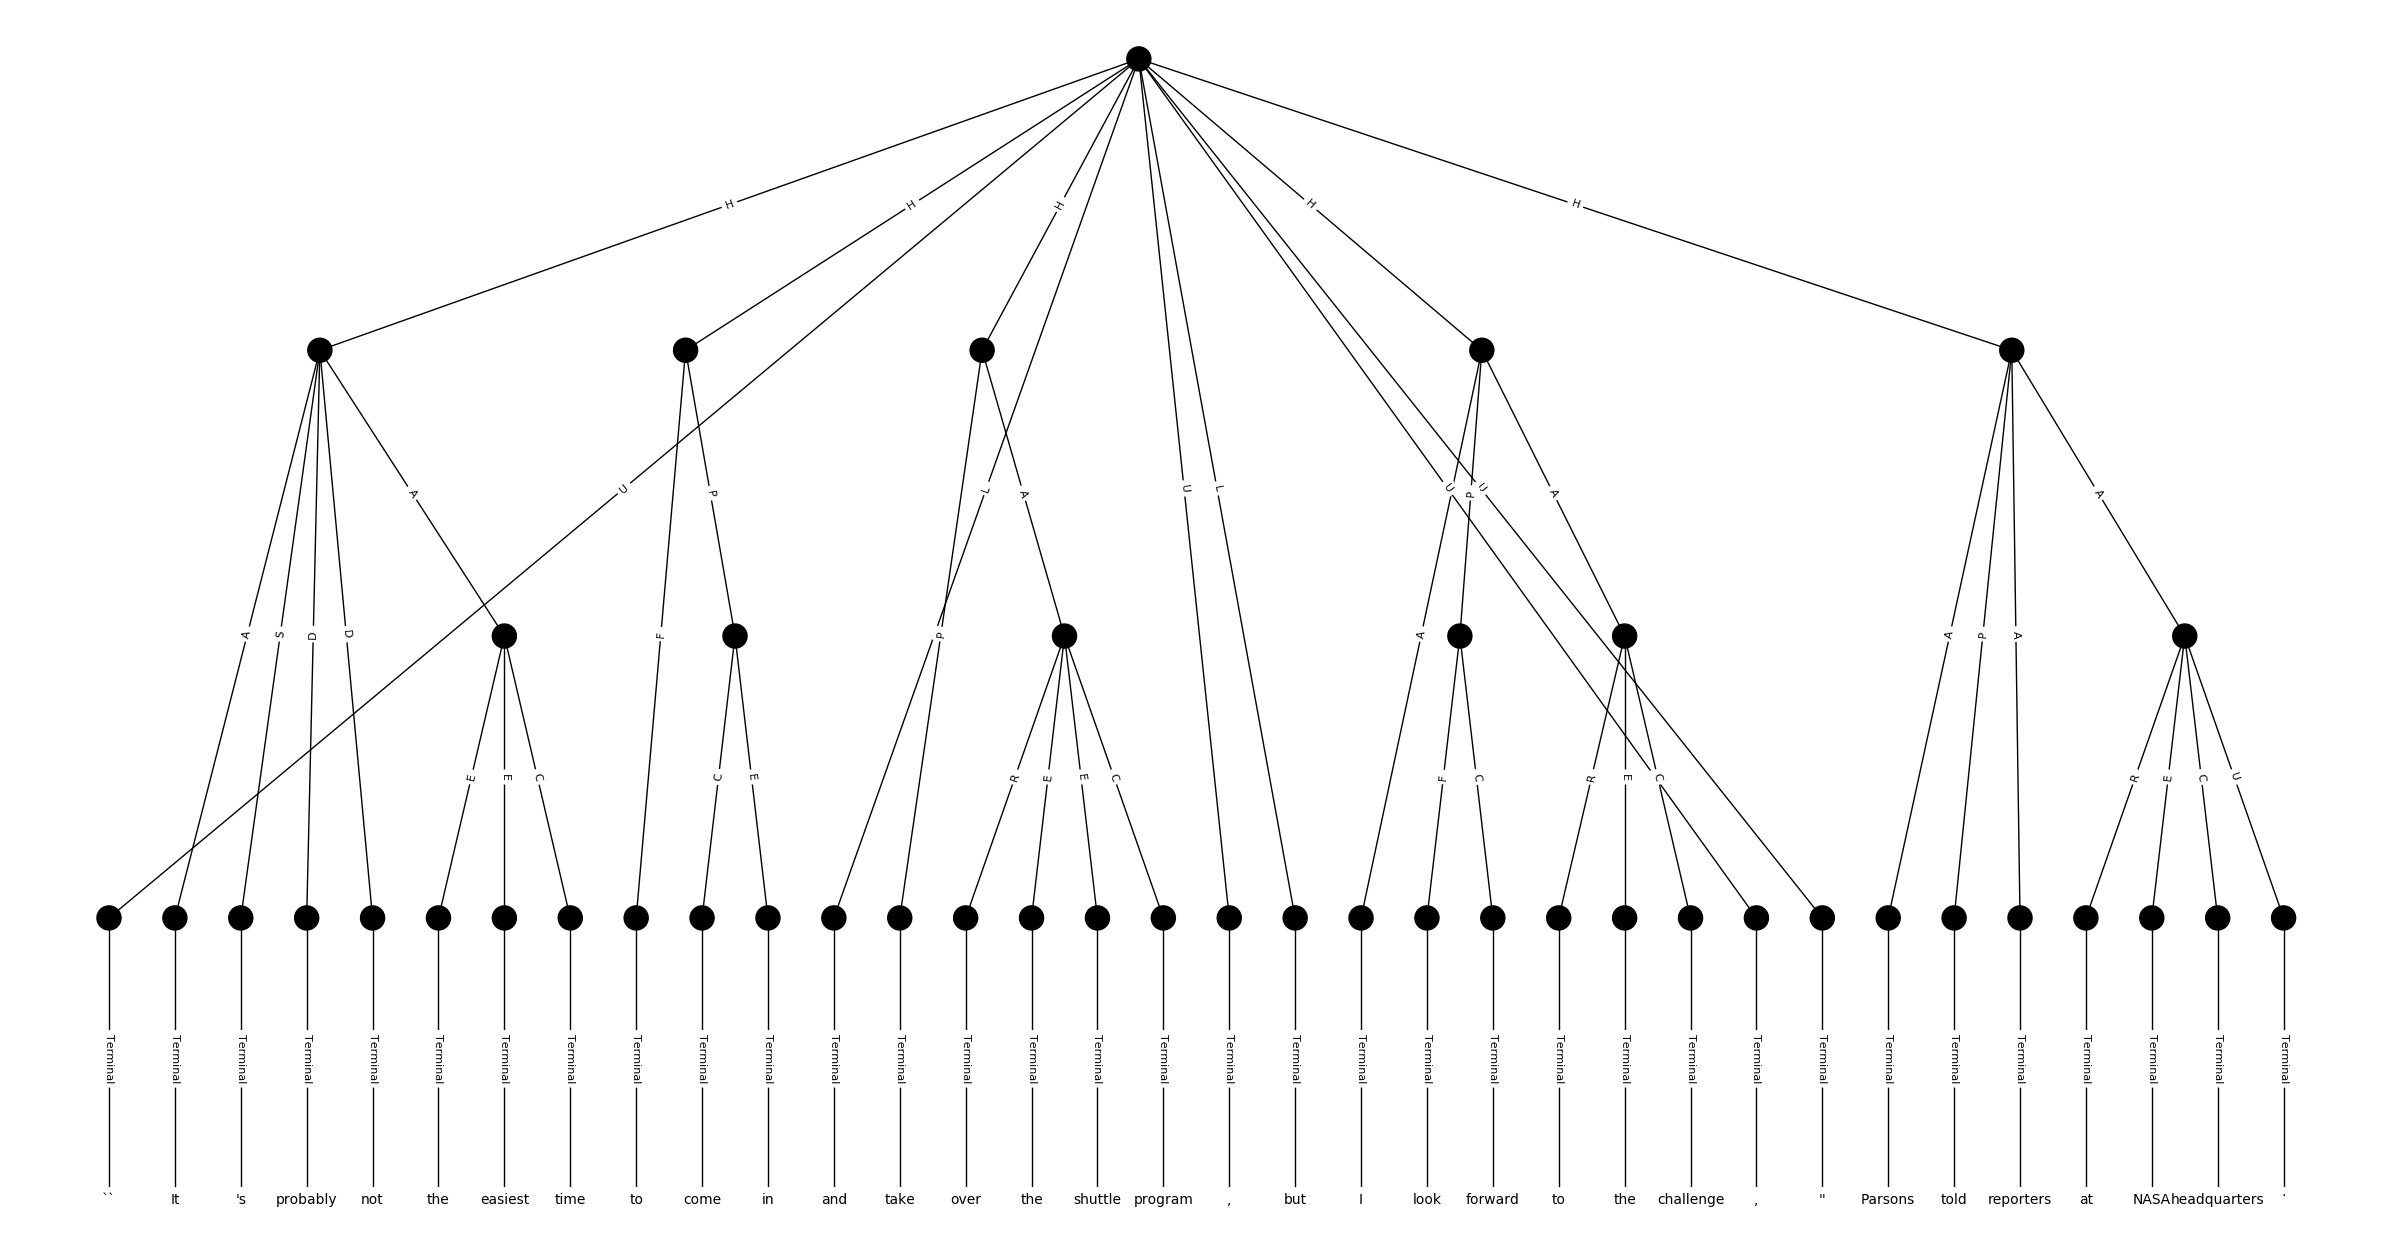 H H H H H
U L U L U U
A P A P A A
A S D D F P A A P A
E E C C E R E E C F C R E C R E C U
Terminal Terminal Terminal Terminal Terminal Terminal Terminal Terminal Terminal Terminal Terminal Terminal Terminal Terminal Terminal Terminal Terminal Terminal Terminal Terminal Terminal Terminal Terminal Terminal Terminal Terminal Terminal Terminal Terminal Terminal Terminal Terminal Terminal Terminal
`` It 's probably not the easiest time to come in and take over the shuttle program , but I look forward to the challenge , " Parsons told reporters at NASA headquarters .